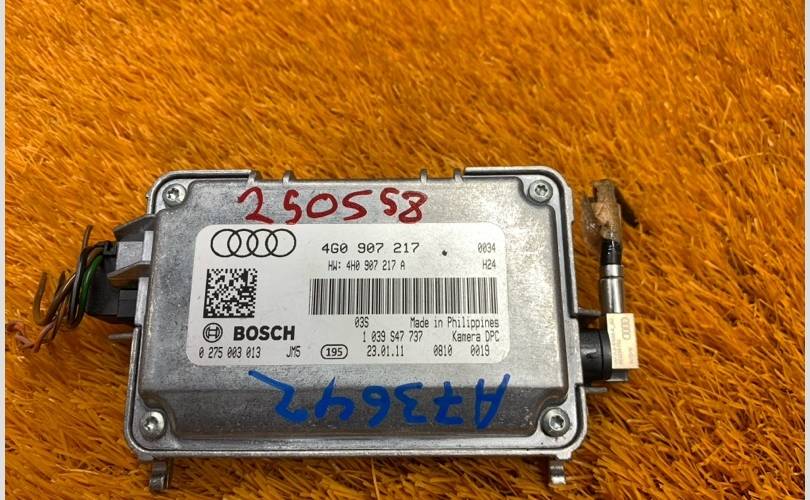 250558
4G0 907 217
0034
HW: 4H0 907 217 A
H24
03S
Made in Philippines
BOSCH
1 039 S47 737
Kamera DPC
0 275 003 013
JM5
195
23.01.11
0810
0019
A73642